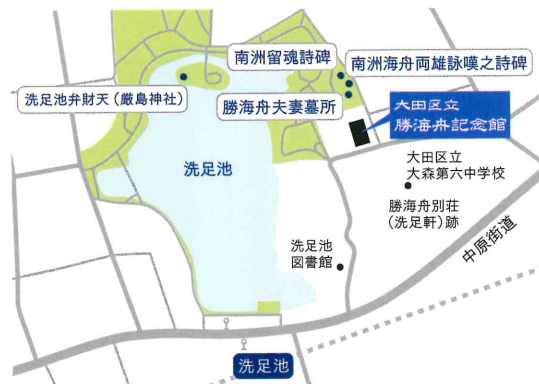 南洲留魂詩碑
南洲海舟両雄詠嘆之詩碑
洗足池弁財天（厳島神社）
勝海舟夫妻墓所
大田区立
勝海舟記念館
洗足池
大田区立
大森第六中学校
勝海舟別荘
（洗足軒）跡
中原街道
洗足池
図書館
洗足池